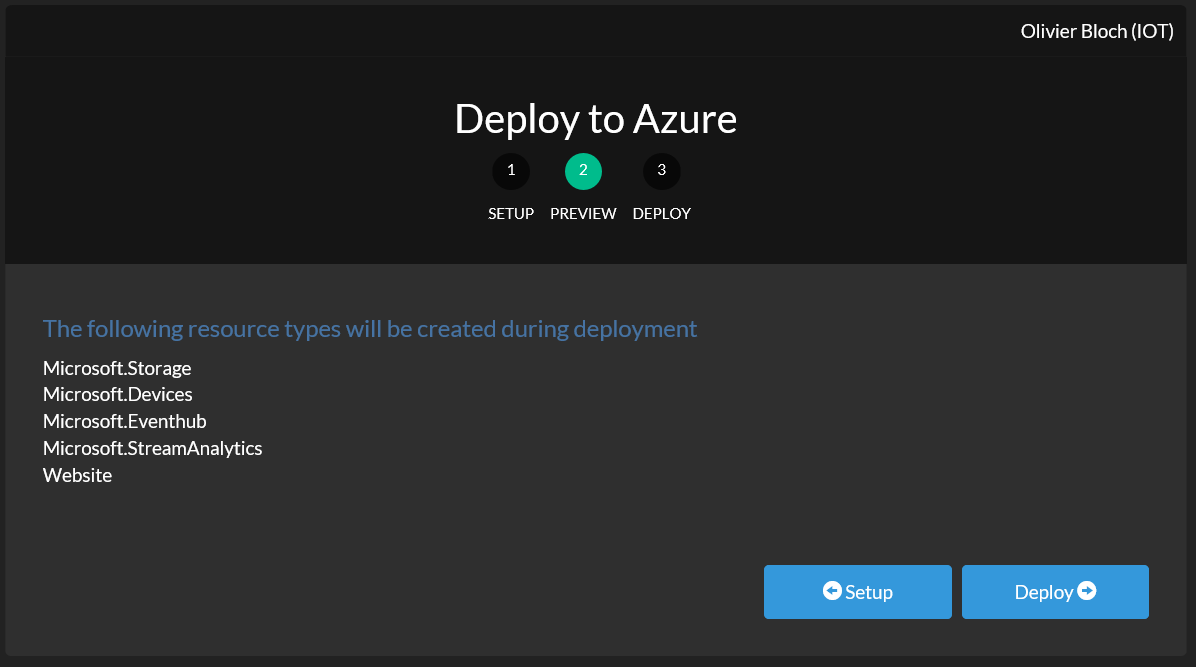 Olivier Bloch (IOT)
Deploy to Azure
1 2 3
SETUP PREVIEW DEPLOY
The following resource types will be created during deployment
Microsoft.Storage
Microsoft.Devices
Microsoft.Eventhub
Microsoft.StreamAnalytics
Website
Setup Deploy